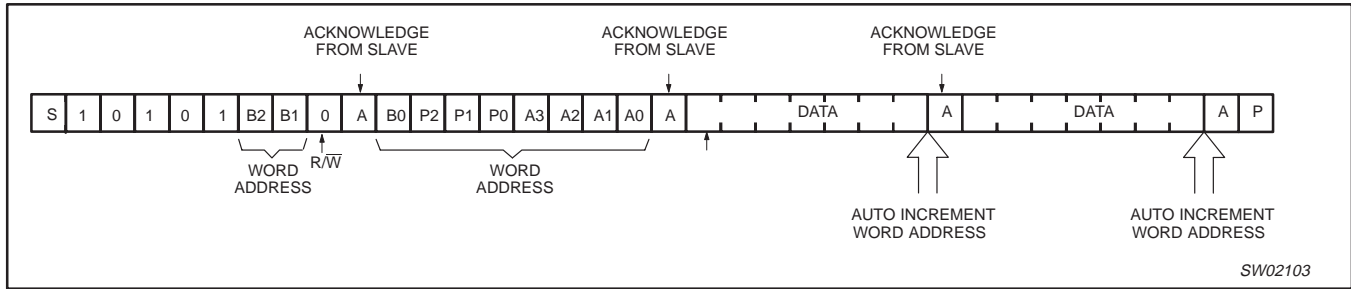 ACKNOWLEDGE
FROM SLAVE
ACKNOWLEDGE
FROM SLAVE
ACKNOWLEDGE
FROM SLAVE
S 1 0 1 0 1 B2 B1 0 A B0 P2 P1 P0 A3 A2 A1 A0 A DATA A DATA A P
R/W̅
WORD
ADDRESS
WORD
ADDRESS
AUTO INCREMENT
WORD ADDRESS
AUTO INCREMENT
WORD ADDRESS
SW02103